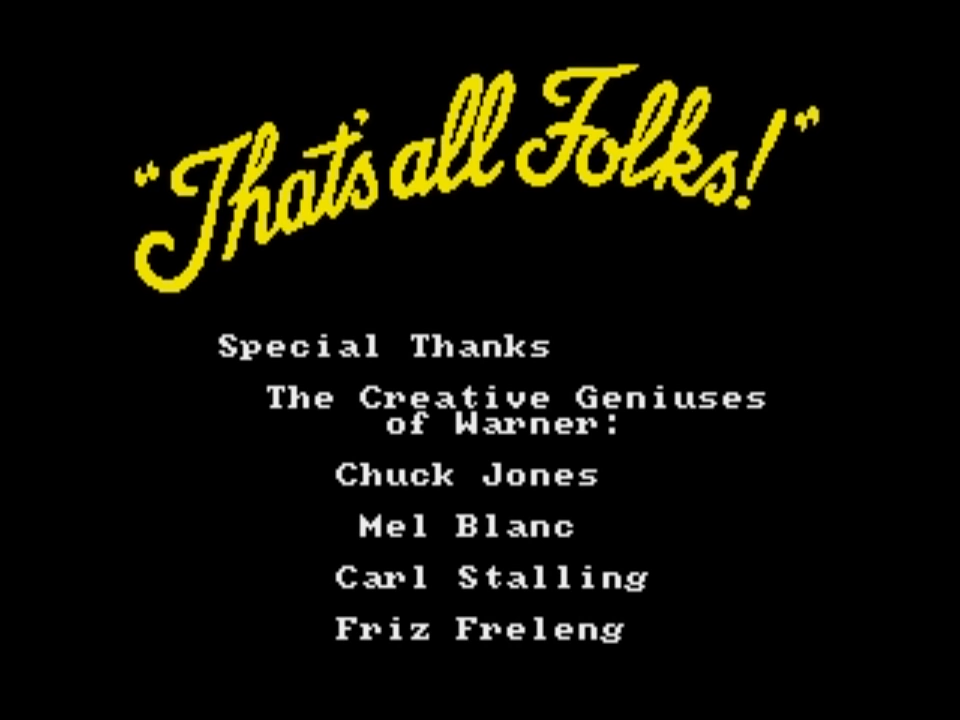 "That's all Folks!"
Special Thanks
The Creative Geniuses
of Warner:
Chuck Jones
Mel Blanc
Carl Stalling
Friz Freleng